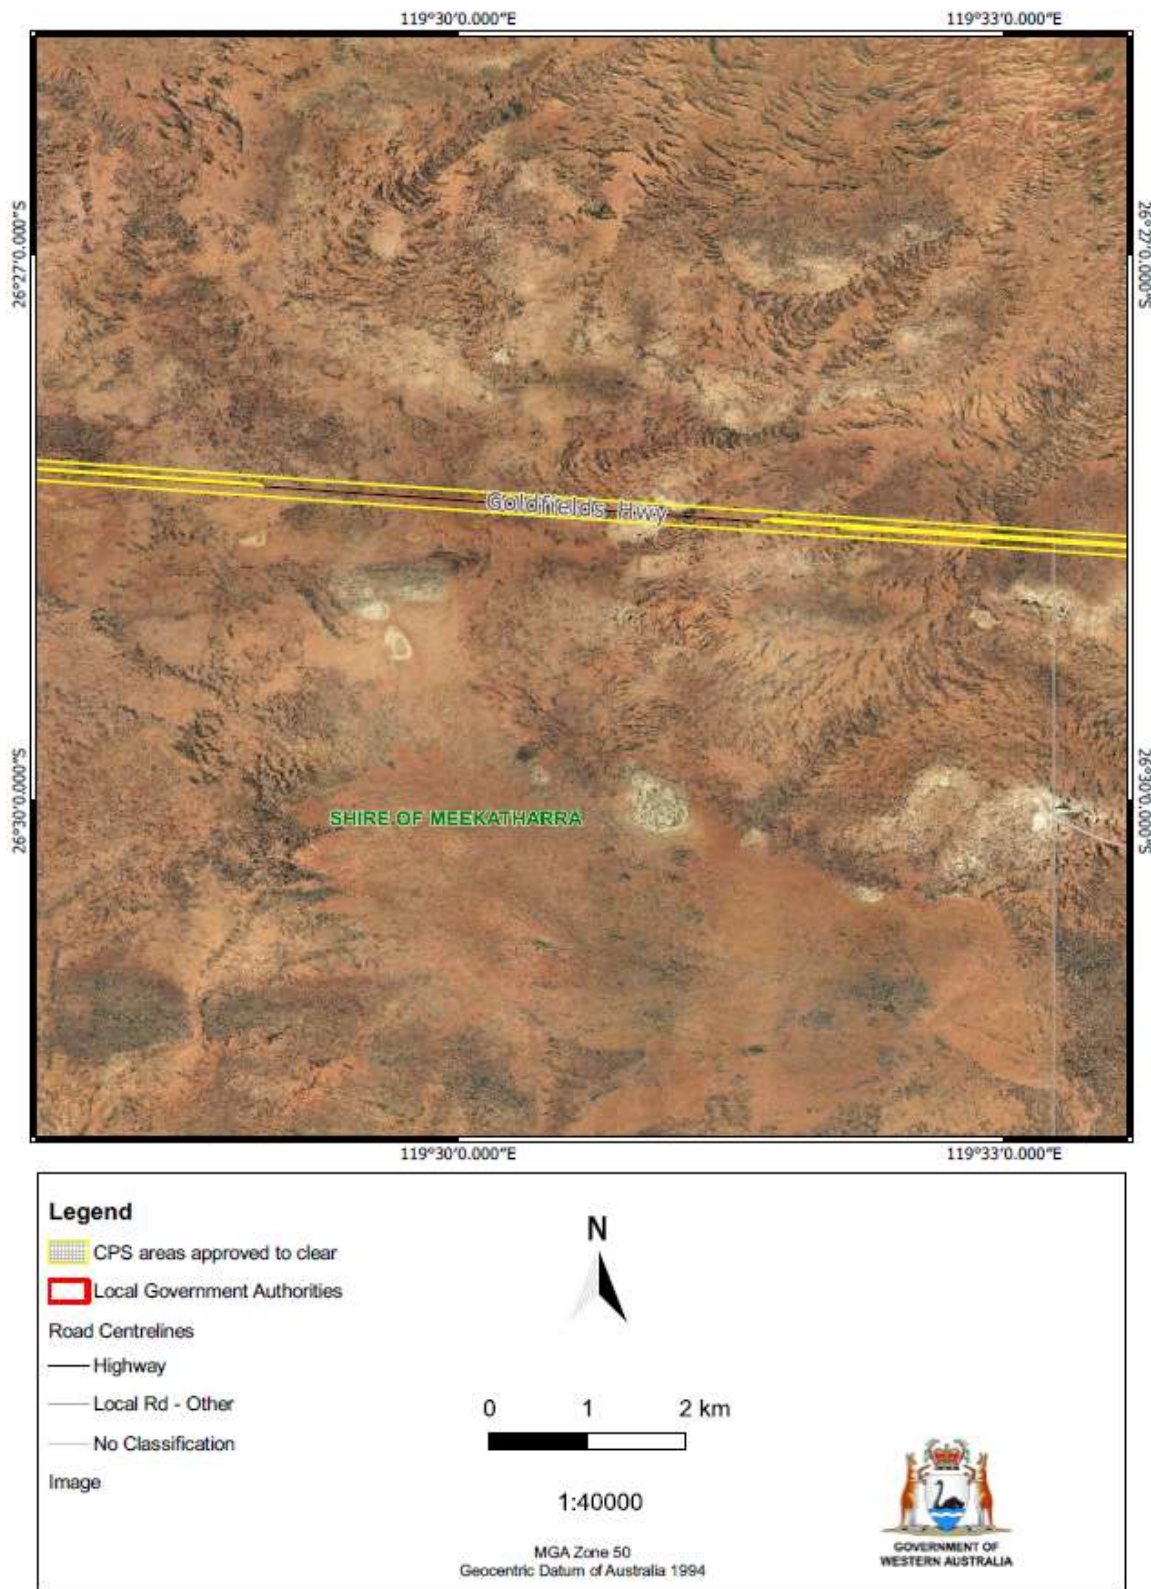 119°30'0.000"E
119°33'0.000"E
26°27'0.000"S
26°27'0.000"S
Goldfields Hwy
26°30'0.000"S
SHIRE OF MEEKATHARRA
26°30'0.000"S
119°30'0.000"E
119°33'0.000"E
Legend
CPS areas approved to clear
Local Government Authorities
Road Centrelines
Highway
Local Rd - Other
No Classification
Image
N
0 1 2 km
1:40000
MGA Zone 50
Geocentric Datum of Australia 1994
GOVERNMENT OF
WESTERN AUSTRALIA